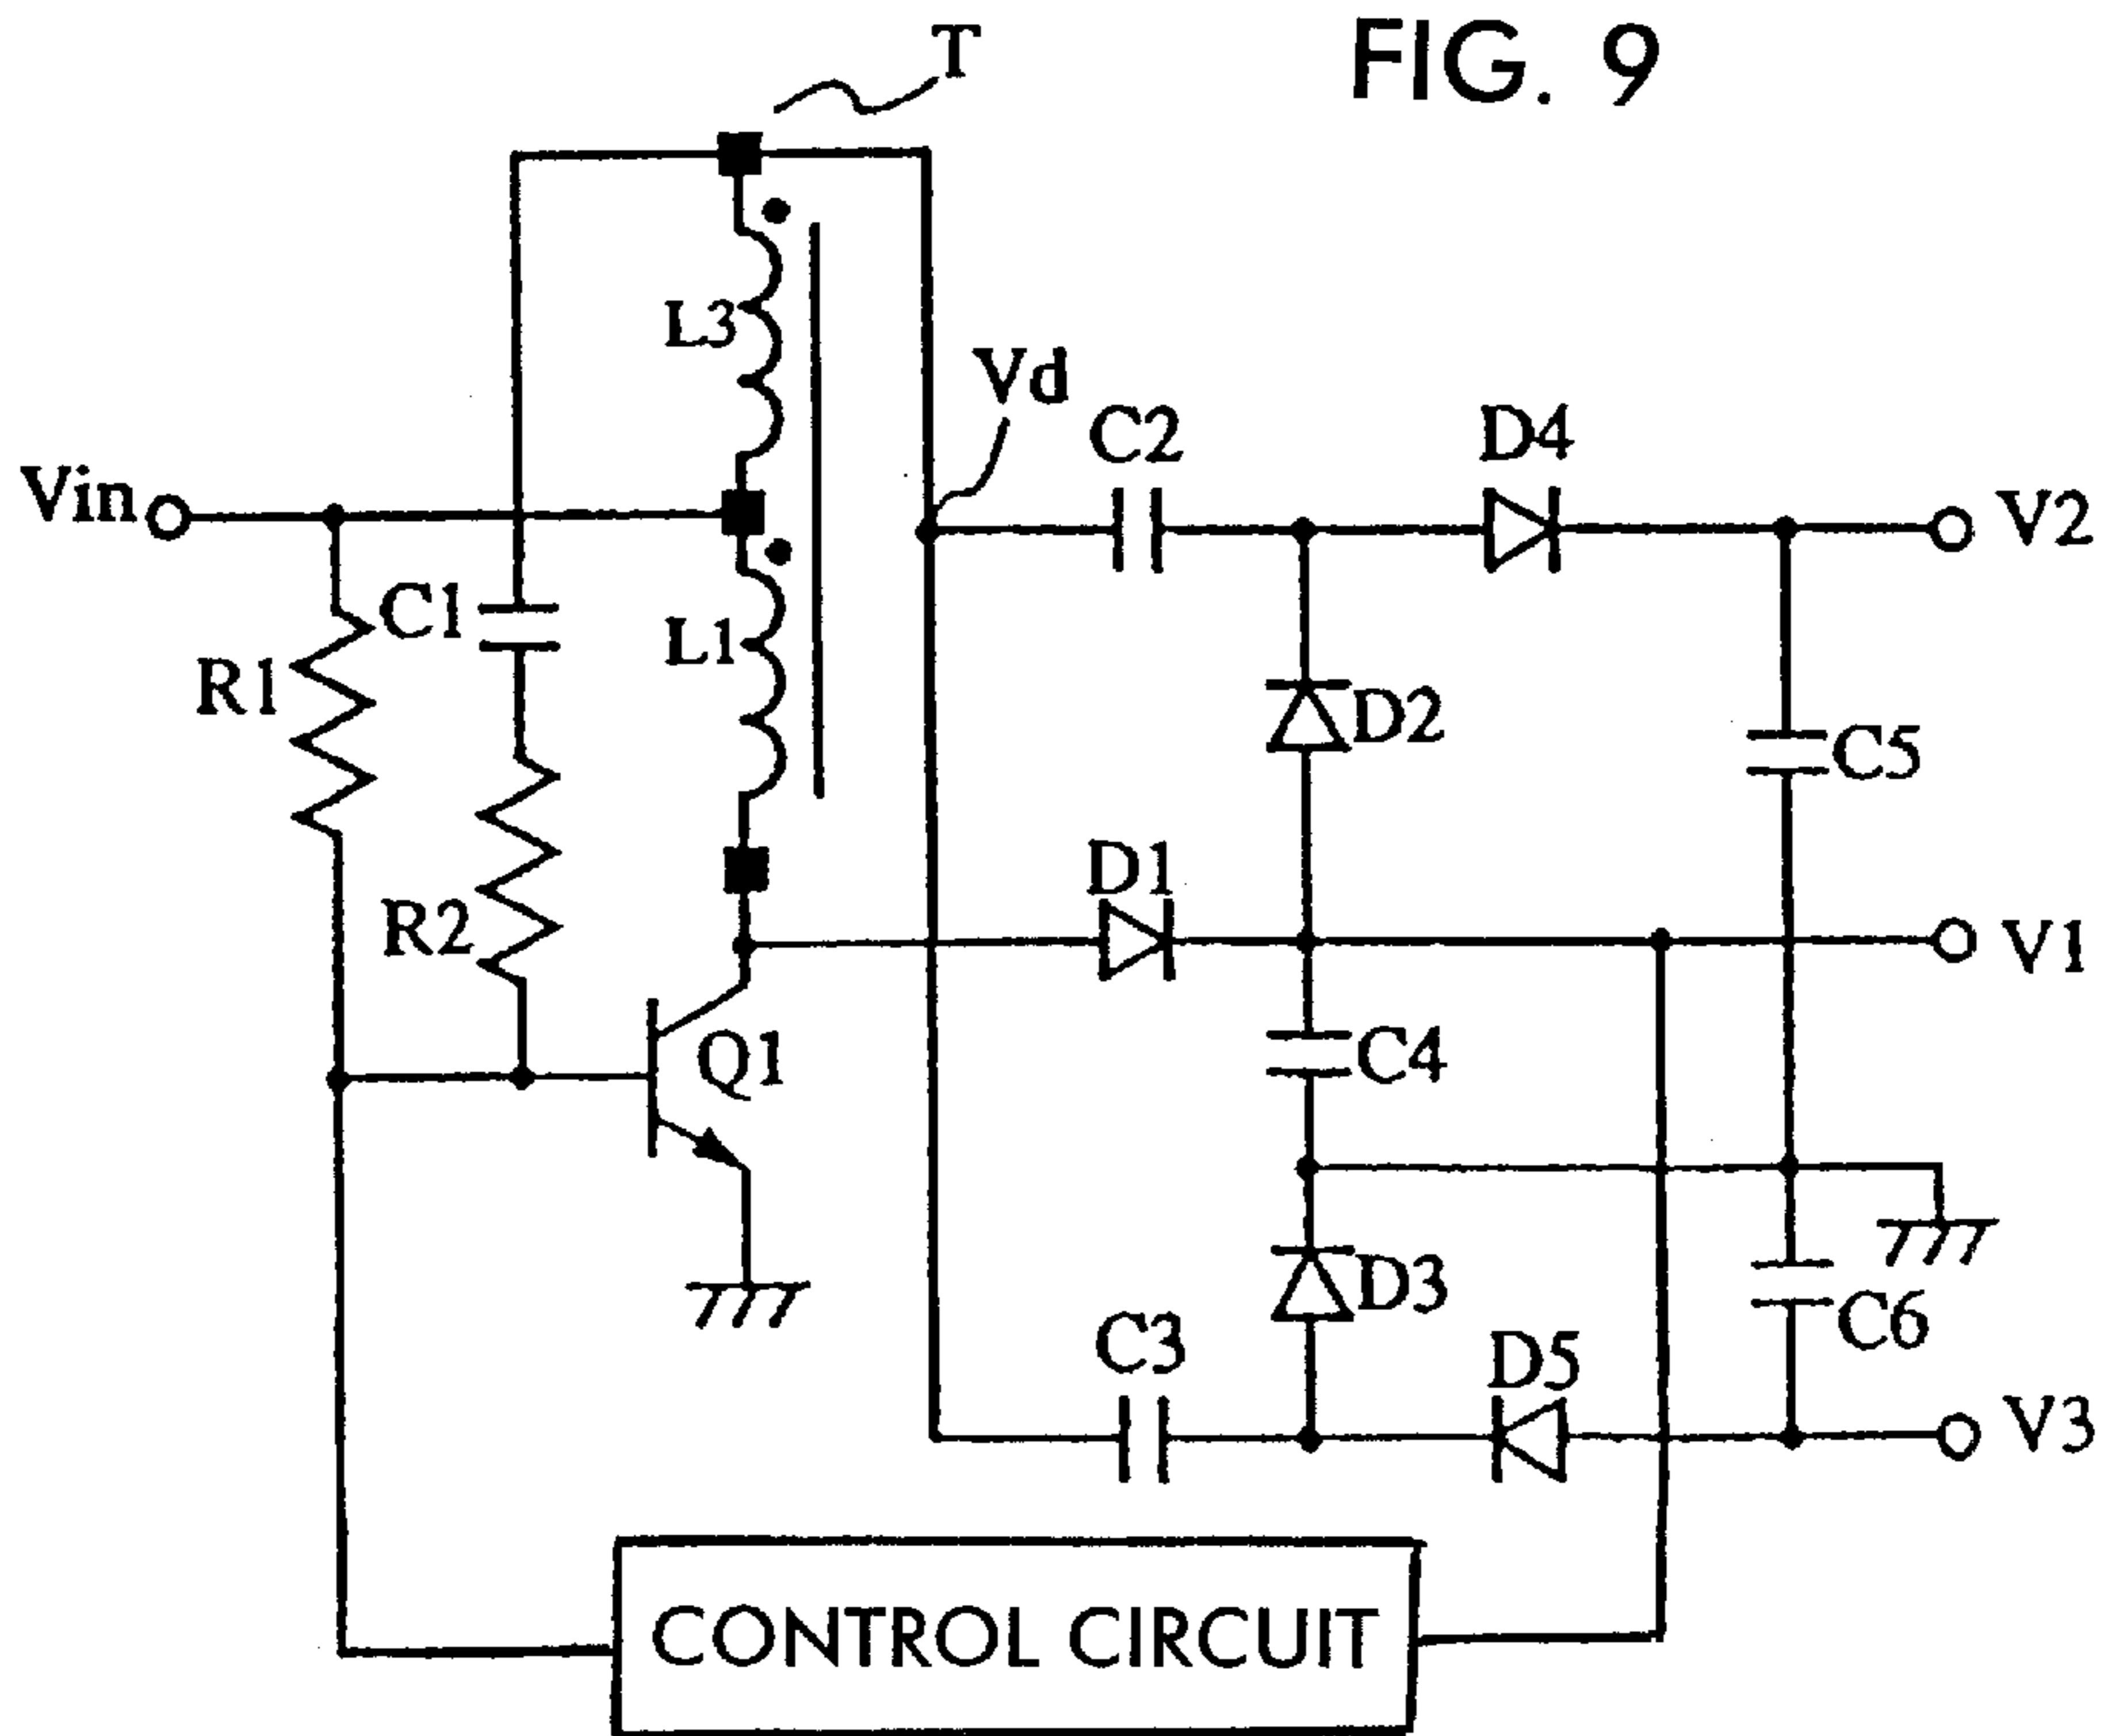 FIG. 9
T
L3
Vd
C2
D4
Vin
V2
C1
L1
R1
D2
C5
D1
R2
V1
Q1
C4
D3
C6
C3
D5
V3
CONTROL CIRCUIT